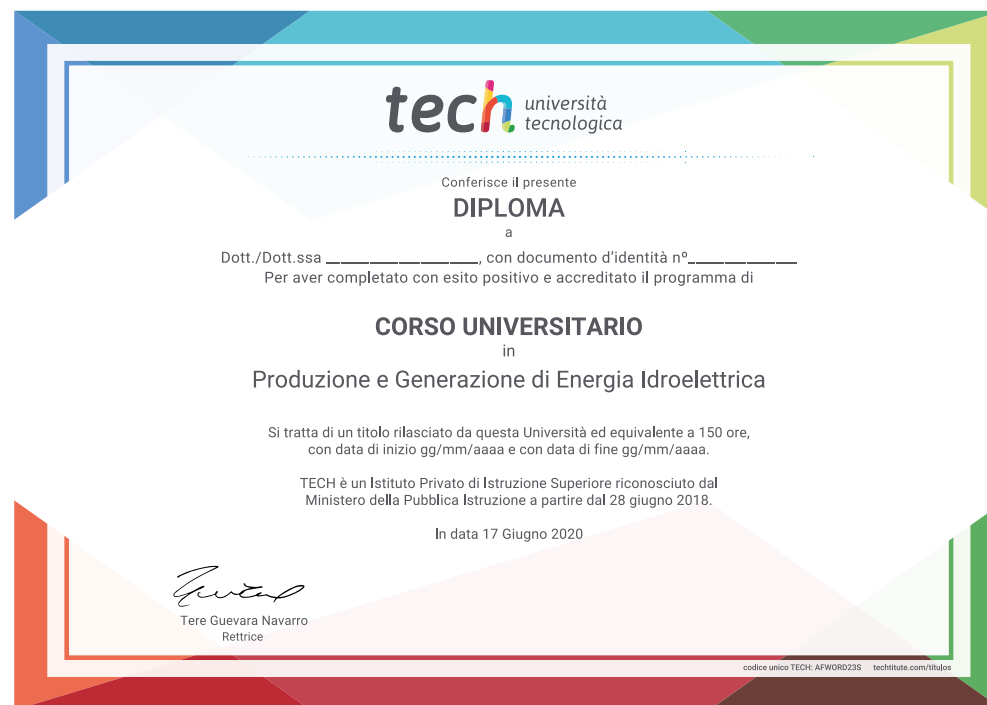 tech università
tecnologica
Conferisce il presente
DIPLOMA
a
Dott./Dott.ssa _________________, con documento d'identità nº____________
Per aver completato con esito positivo e accreditato il programma di
CORSO UNIVERSITARIO
in
Produzione e Generazione di Energia Idroelettrica
Si tratta di un titolo rilasciato da questa Università ed equivalente a 150 ore,
con data di inizio gg/mm/aaaa e con data di fine gg/mm/aaaa.
TECH è un Istituto Privato di Istruzione Superiore riconosciuto dal
Ministero della Pubblica Istruzione a partire dal 28 giugno 2018.
In data 17 Giugno 2020
Tere Guevara Navarro
Rettrice
codice unico TECH: AFWORD23S techtitute.com/títulos